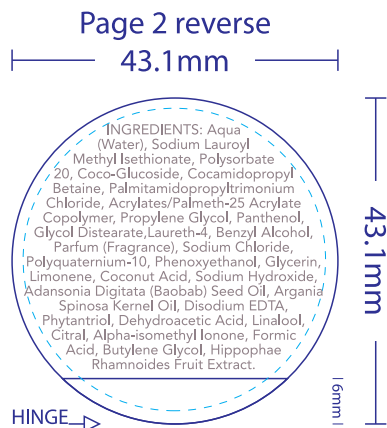 Page 2 reverse
43.1mm
INGREDIENTS: Aqua
(Water), Sodium Lauroyl
Methyl Isethionate, Polysorbate
20, Coco-Glucoside, Cocamidopropyl
Betaine, Palmitamidopropyltrimonium
Chloride, Acrylates/Palmeth-25 Acrylate
Copolymer, Propylene Glycol, Panthenol,
Glycol Distearate,Laureth-4, Benzyl Alcohol,
Parfum (Fragrance), Sodium Chloride,
Polyquaternium-10, Phenoxyethanol, Glycerin,
Limonene, Coconut Acid, Sodium Hydroxide,
Adansonia Digitata (Baobab) Seed Oil, Argania
Spinosa Kernel Oil, Disodium EDTA,
Phytantriol, Dehydroacetic Acid, Linalool,
Citral, Alpha-isomethyl Ionone, Formic
Acid, Butylene Glycol, Hippophae
Rhamnoides Fruit Extract.
43.1mm
6mm
HINGE